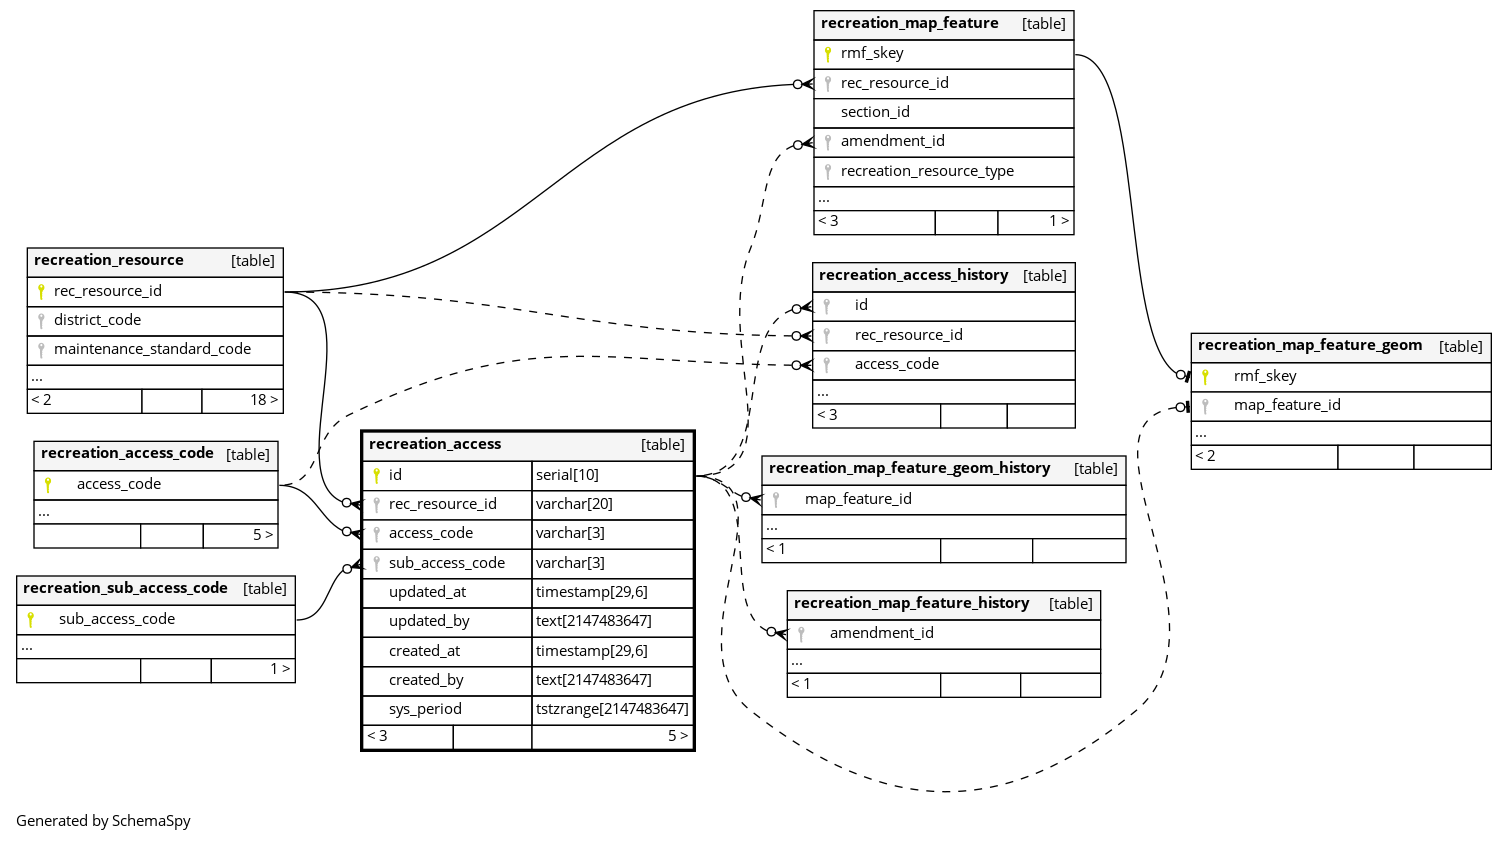 recreation_map_feature [table]
rmf_skey
rec_resource_id
section_id
amendment_id
recreation_resource_type
...
< 3 1 >
recreation_resource [table]
rec_resource_id
district_code
maintenance_standard_code
...
< 2 18 >
recreation_access_history [table]
id
rec_resource_id
access_code
...
< 3
recreation_map_feature_geom [table]
rmf_skey
map_feature_id
...
< 2
recreation_access_code [table]
access_code
...
5 >
recreation_access [table]
id serial[10]
rec_resource_id varchar[20]
access_code varchar[3]
sub_access_code varchar[3]
updated_at timestamp[29,6]
updated_by text[2147483647]
created_at timestamp[29,6]
created_by text[2147483647]
sys_period tstzrange[2147483647]
< 3 5 >
recreation_map_feature_geom_history [table]
map_feature_id
...
< 1
recreation_sub_access_code [table]
sub_access_code
...
1 >
recreation_map_feature_history [table]
amendment_id
...
< 1
Generated by SchemaSpy